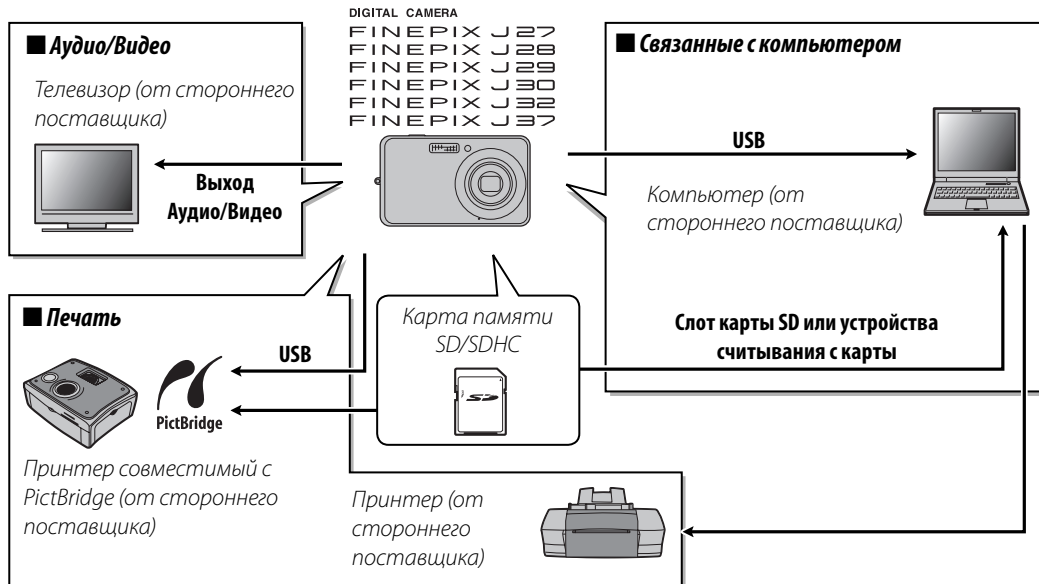 DIGITAL CAMERA
FINEPIX J27
FINEPIX J28
FINEPIX J29
FINEPIX J30
FINEPIX J32
FINEPIX J37
■ Аудио/Видео
Телевизор (от стороннего
поставщика)
Выход
Аудио/Видео
■ Связанные с компьютером
USB
Компьютер (от
стороннего поставщика)
Слот карты SD или устройства
считывания с карты
Карта памяти
SD/SDHC
SD
■ Печать
USB
PictBridge
Принтер совместимый с
PictBridge (от стороннего
поставщика)
Принтер (от
стороннего
поставщика)